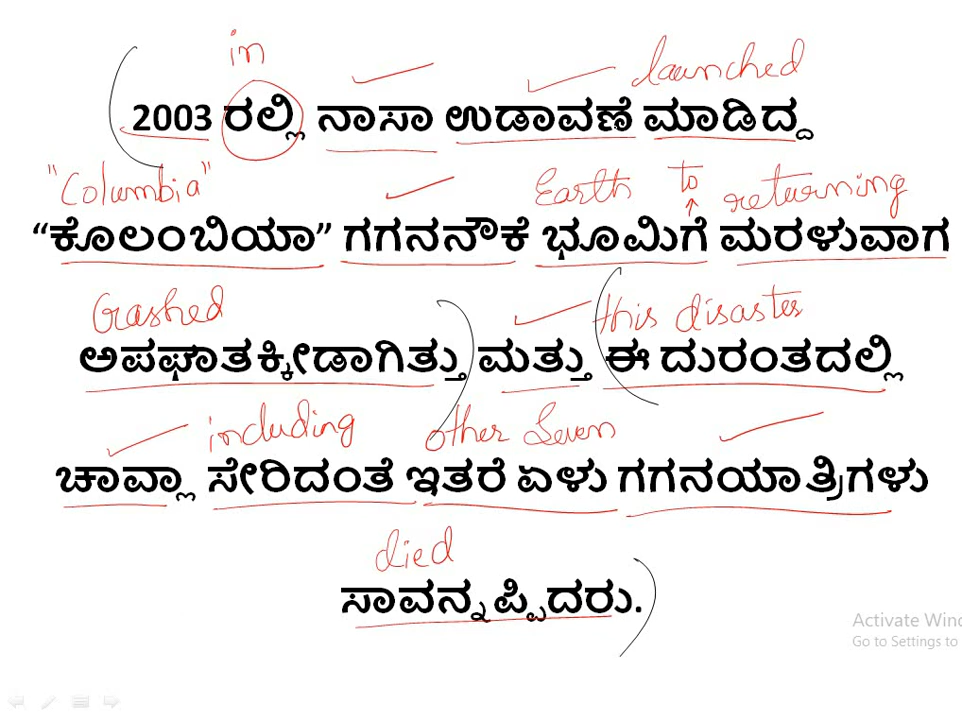 in launched
2003 ರಲ್ಲಿ ನಾಸಾ ಉಡಾವಣೆ ಮಾಡಿದ್ದ
"Columbia" Earth to returning
“ಕೊಲಂಬಿಯಾ” ಗಗನನೌಕೆ ಭೂಮಿಗೆ ಮರಳುವಾಗ
Crashed this disaster
ಅಪಘಾತಕ್ಕೀಡಾಗಿತ್ತು ಮತ್ತು ಈ ದುರಂತದಲ್ಲಿ
including other Seven
ಚಾವ್ಲಾ ಸೇರಿದಂತೆ ಇತರೆ ಏಳು ಗಗನಯಾತ್ರಿಗಳು
died
ಸಾವನ್ನಪ್ಪಿದರು.
Activate Win
Go to Settings to